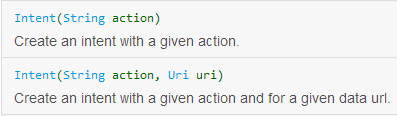 Intent(String action)
Create an intent with a given action.
Intent(String action, Uri uri)
Create an intent with a given action and for a given data url.